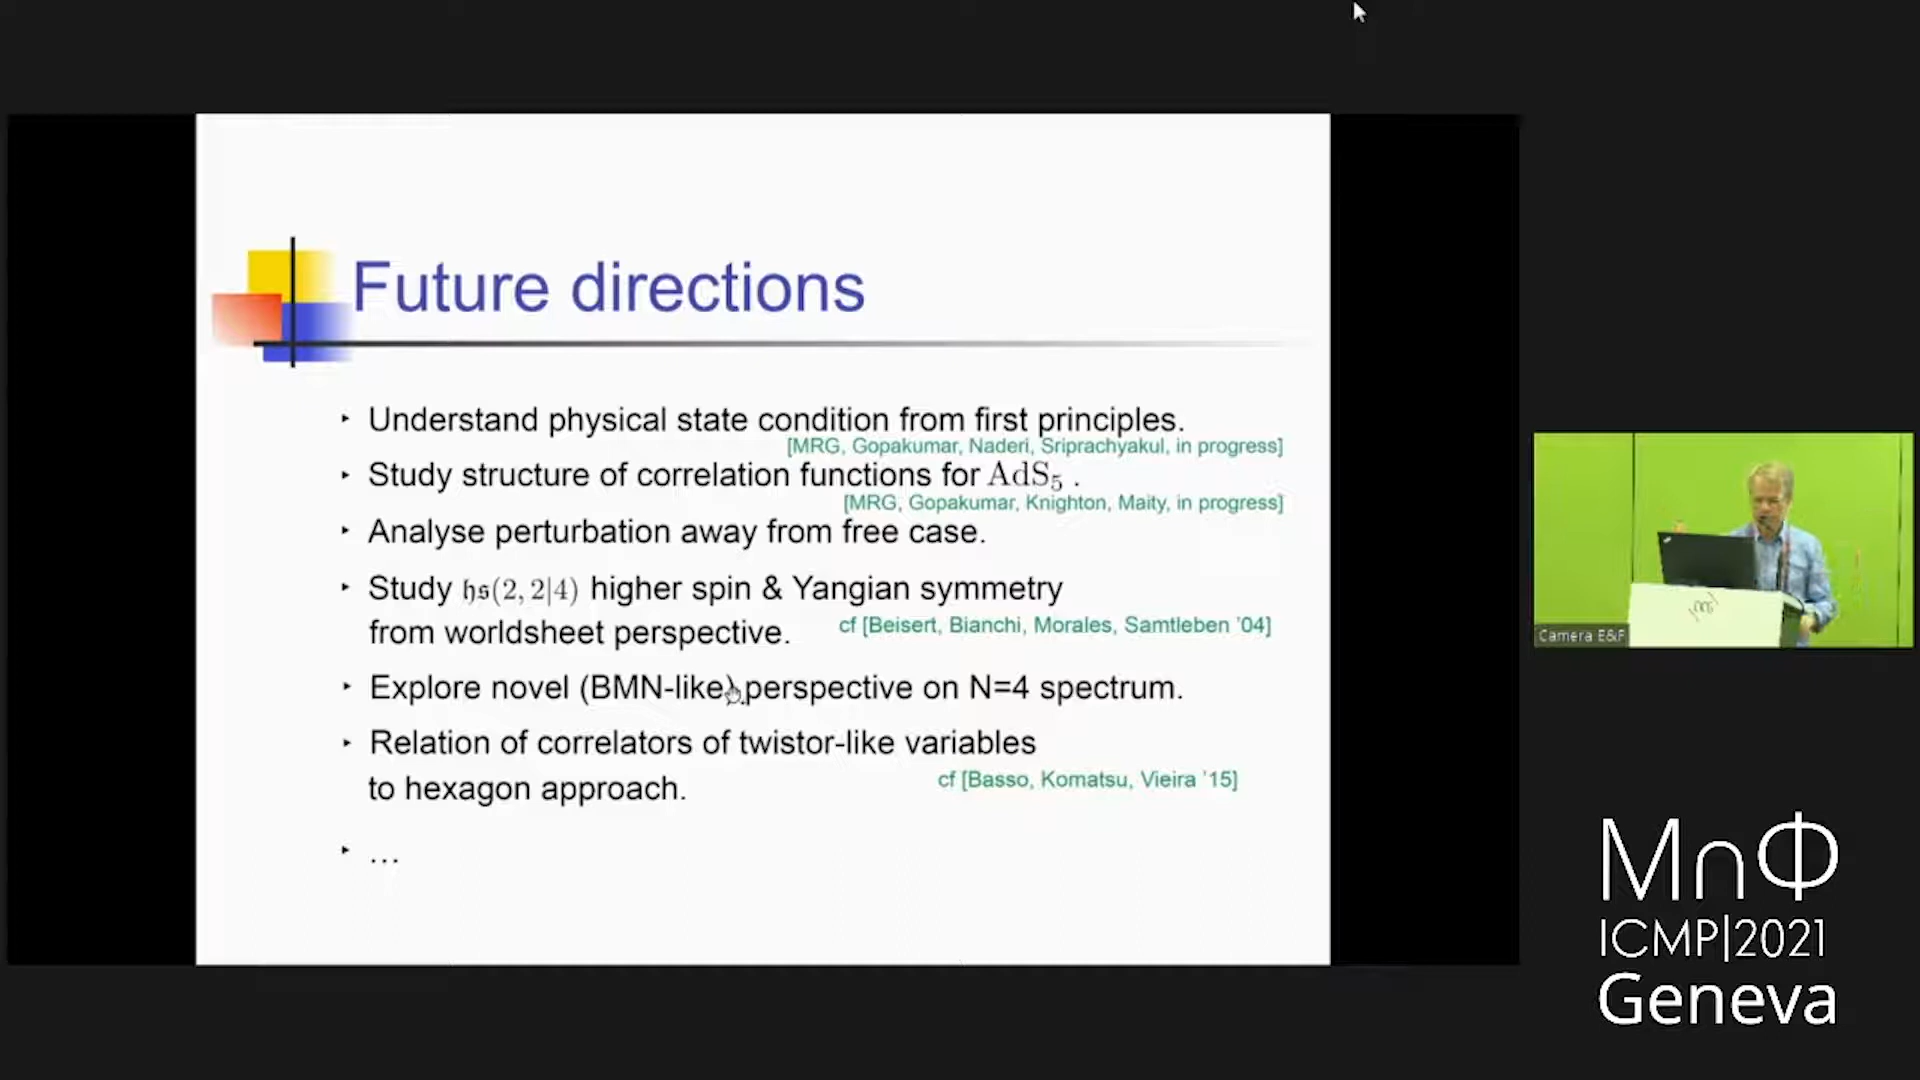 Future directions
‣ Understand physical state condition from first principles.
[MRG, Gopakumar, Naderi, Sriprachyakul, in progress]
‣ Study structure of correlation functions for AdS₅ .
[MRG, Gopakumar, Knighton, Maity, in progress]
‣ Analyse perturbation away from free case.
‣ Study 𝔥𝔰(2, 2|4) higher spin & Yangian symmetry
from worldsheet perspective.
cf [Beisert, Bianchi, Morales, Samtleben '04]
‣ Explore novel (BMN-like) perspective on N=4 spectrum.
‣ Relation of correlators of twistor-like variables
to hexagon approach.
cf [Basso, Komatsu, Vieira '15]
‣ …
Camera E&F
M∩Φ
ICMP|2021
Geneva